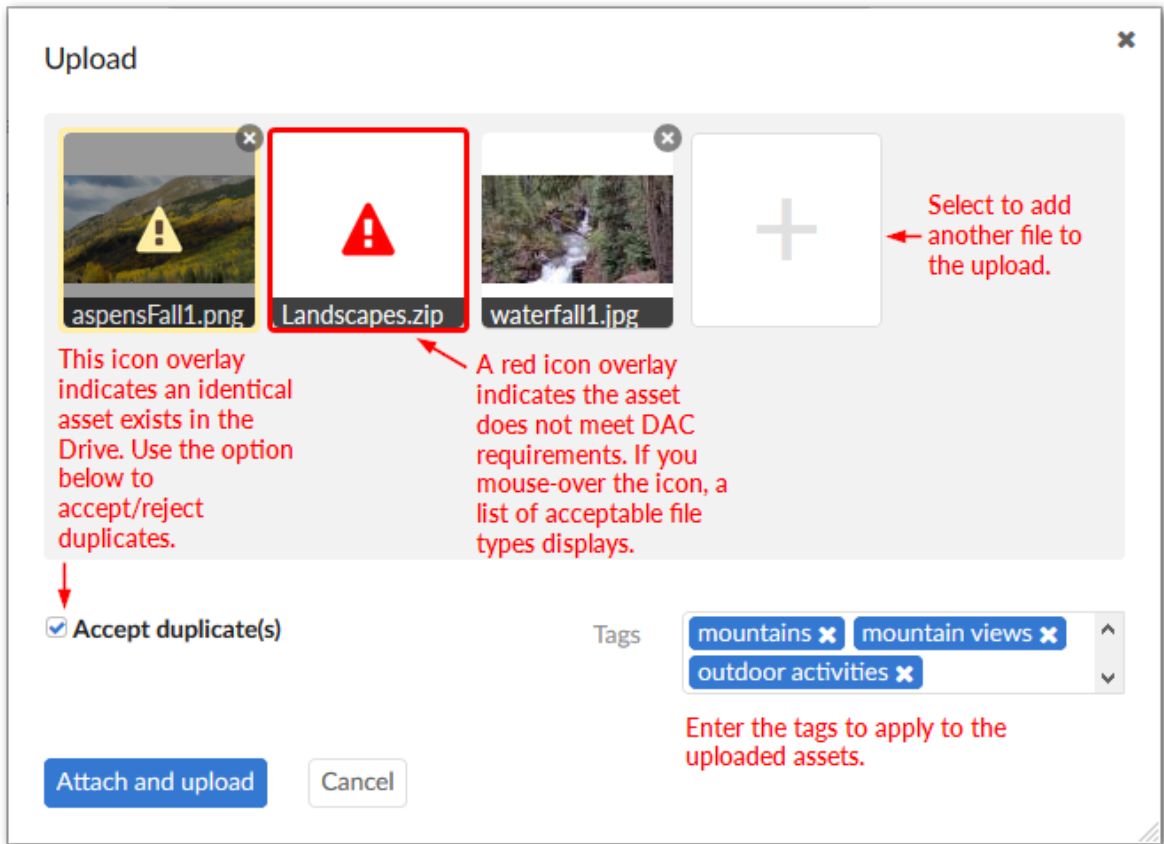 Upload
aspensFall1.png
Landscapes.zip
waterfall1.jpg
Select to add
another file to
the upload.
This icon overlay
indicates an identical
asset exists in the
Drive. Use the option
below to
accept/reject
duplicates.
A red icon overlay
indicates the asset
does not meet DAC
requirements. If you
mouse-over the icon, a
list of acceptable file
types displays.
Accept duplicate(s)
Tags
mountains
mountain views
outdoor activities
Enter the tags to apply to the
uploaded assets.
Attach and upload
Cancel